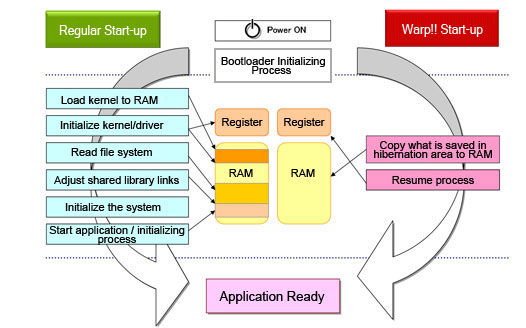 Regular Start-up
Power ON
Warp!! Start-up
Bootloader Initializing
Process
Load kernel to RAM
Initialize kernel/driver
Read file system
Adjust shared library links
Initialize the system
Start application / initializing
process
Register
Register
RAM
RAM
Copy what is saved in
hibernation area to RAM
Resume process
Application Ready